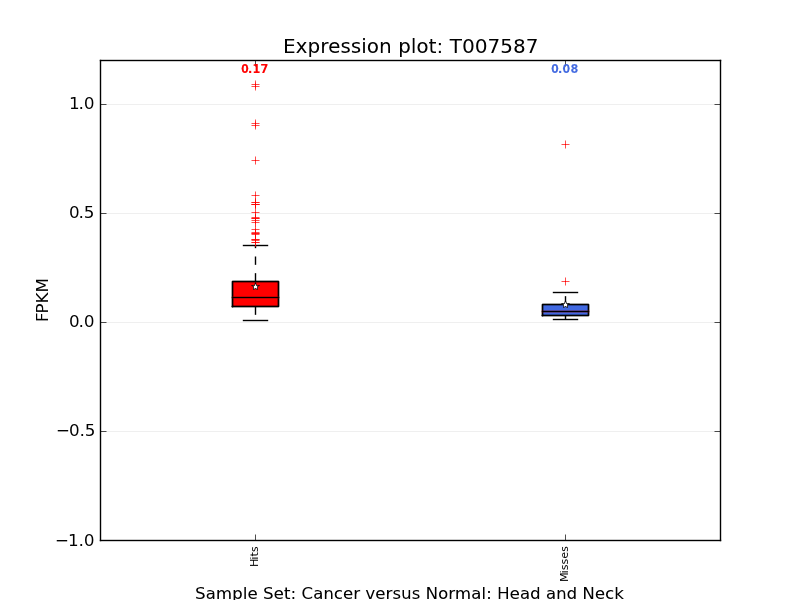 Expression plot: T007587
0.17
0.08
1.0
0.5
0.0
−0.5
−1.0
FPKM
Hits
Misses
Sample Set: Cancer versus Normal: Head and Neck